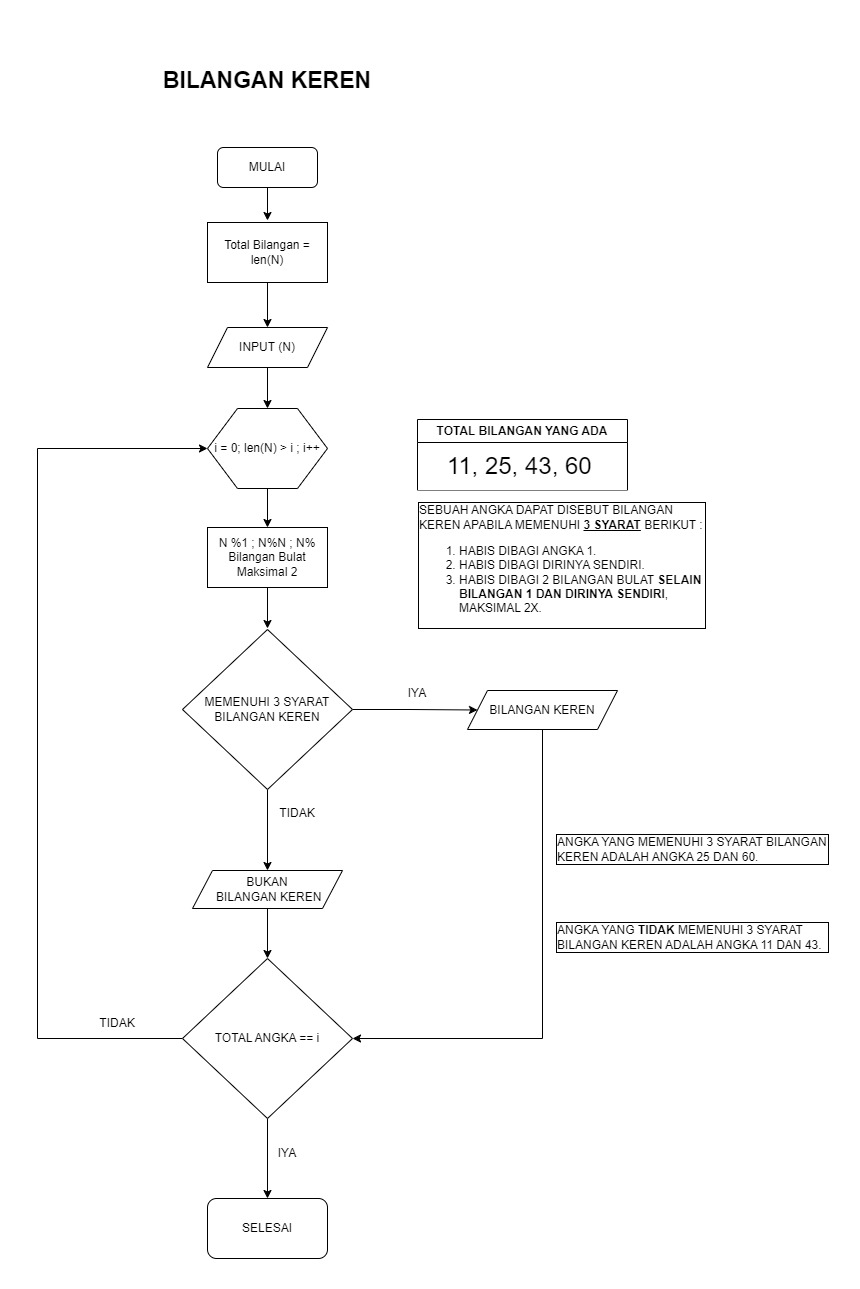 BILANGAN KEREN
MULAI
Total Bilangan =
len(N)
INPUT (N)
i = 0; len(N) > i ; i++
TOTAL BILANGAN YANG ADA
11, 25, 43, 60
SEBUAH ANGKA DAPAT DISEBUT BILANGAN
KEREN APABILA MEMENUHI 3 SYARAT BERIKUT :
1. HABIS DIBAGI ANGKA 1.
2. HABIS DIBAGI DIRINYA SENDIRI.
3. HABIS DIBAGI 2 BILANGAN BULAT SELAIN
BILANGAN 1 DAN DIRINYA SENDIRI,
MAKSIMAL 2X.
N %1 ; N%N ; N%
Bilangan Bulat
Maksimal 2
MEMENUHI 3 SYARAT
BILANGAN KEREN
IYA
BILANGAN KEREN
TIDAK
BUKAN
BILANGAN KEREN
ANGKA YANG MEMENUHI 3 SYARAT BILANGAN
KEREN ADALAH ANGKA 25 DAN 60.
ANGKA YANG TIDAK MEMENUHI 3 SYARAT
BILANGAN KEREN ADALAH ANGKA 11 DAN 43.
TIDAK
TOTAL ANGKA == i
IYA
SELESAI